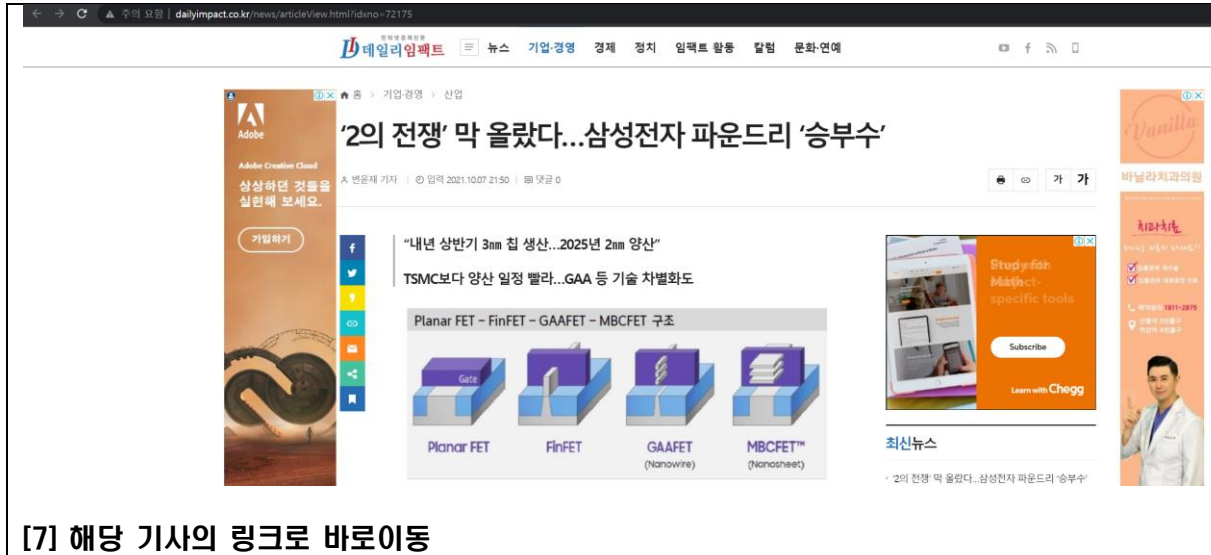 주의 요함 | dailyimpact.co.kr/news/articleView.html?idxno=72175
데일리임팩트 뉴스 기업·경영 경제 정치 임팩트 활동 칼럼 문화·연예
홈 > 기업·경영 > 산업
'2의 전쟁' 막 올랐다…삼성전자 파운드리 '승부수'
변윤재 기자 | 입력 2021.10.07 21:50 | 댓글 0
가 가
Adobe
Adobe Creative Cloud
상상하던 것들을
실현해 보세요.
가입하기
"내년 상반기 3㎚ 칩 생산…2025년 2㎚ 양산"
TSMC보다 양산 일정 빨라…GAA 등 기술 차별화도
Planar FET – FinFET – GAAFET – MBCFET 구조
Gate
Planar FET FinFET GAAFET MBCFET™
(Nanowire) (Nanosheet)
specific tools
Subscribe
Learn with Chegg
최신뉴스
'2의 전쟁' 막 올랐다…삼성전자 파운드리 '승부수'
Vanilla
바닐라치과의원
치과치료
1811-2875
[7] 해당 기사의 링크로 바로이동